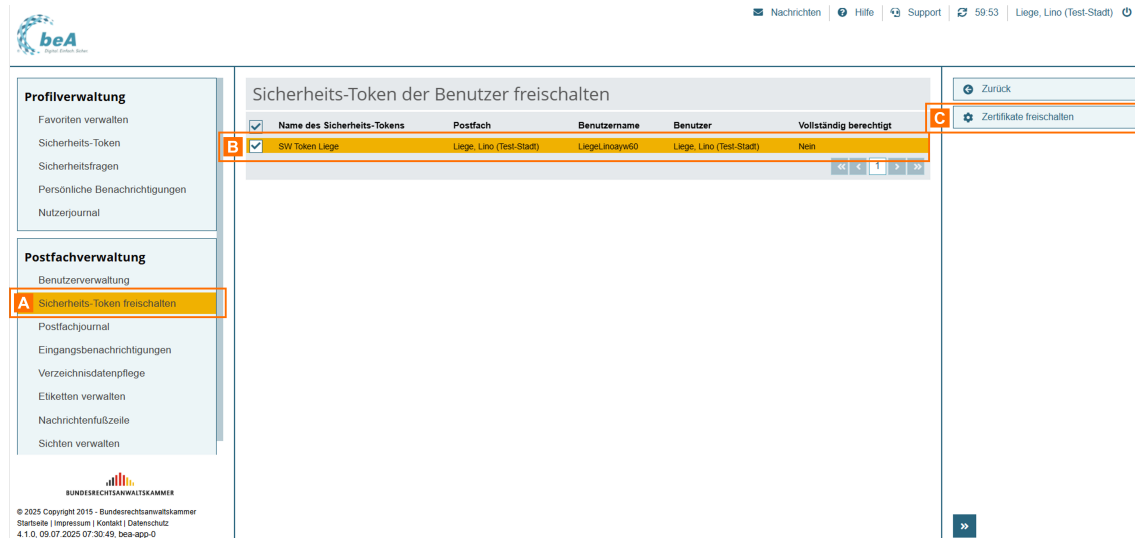 Nachrichten | Hilfe | Support | 59:53 | Liege, Lino (Test-Stadt)
beA
Digital. Einfach. Sicher.
Profilverwaltung
Favoriten verwalten
Sicherheits-Token
Sicherheitsfragen
Persönliche Benachrichtigungen
Nutzerjournal
Postfachverwaltung
Benutzerverwaltung
A Sicherheits-Token freischalten
Postfachjournal
Eingangsbenachrichtigungen
Verzeichnisdatenpflege
Etiketten verwalten
Nachrichtenfußzeile
Sichten verwalten
BUNDESRECHTSANWALTSKAMMER
© 2025 Copyright 2015 - Bundesrechtsanwaltskammer
Startseite | Impressum | Kontakt | Datenschutz
4.1.0, 09.07.2025 07:30:49, bea-app-0
Sicherheits-Token der Benutzer freischalten
Name des Sicherheits-Tokens Postfach Benutzername Benutzer Vollständig berechtigt
B SW Token Liege Liege, Lino (Test-Stadt) LiegeLinoayw60 Liege, Lino (Test-Stadt) Nein
« < 1 > »
Zurück
C Zertifikate freischalten
»